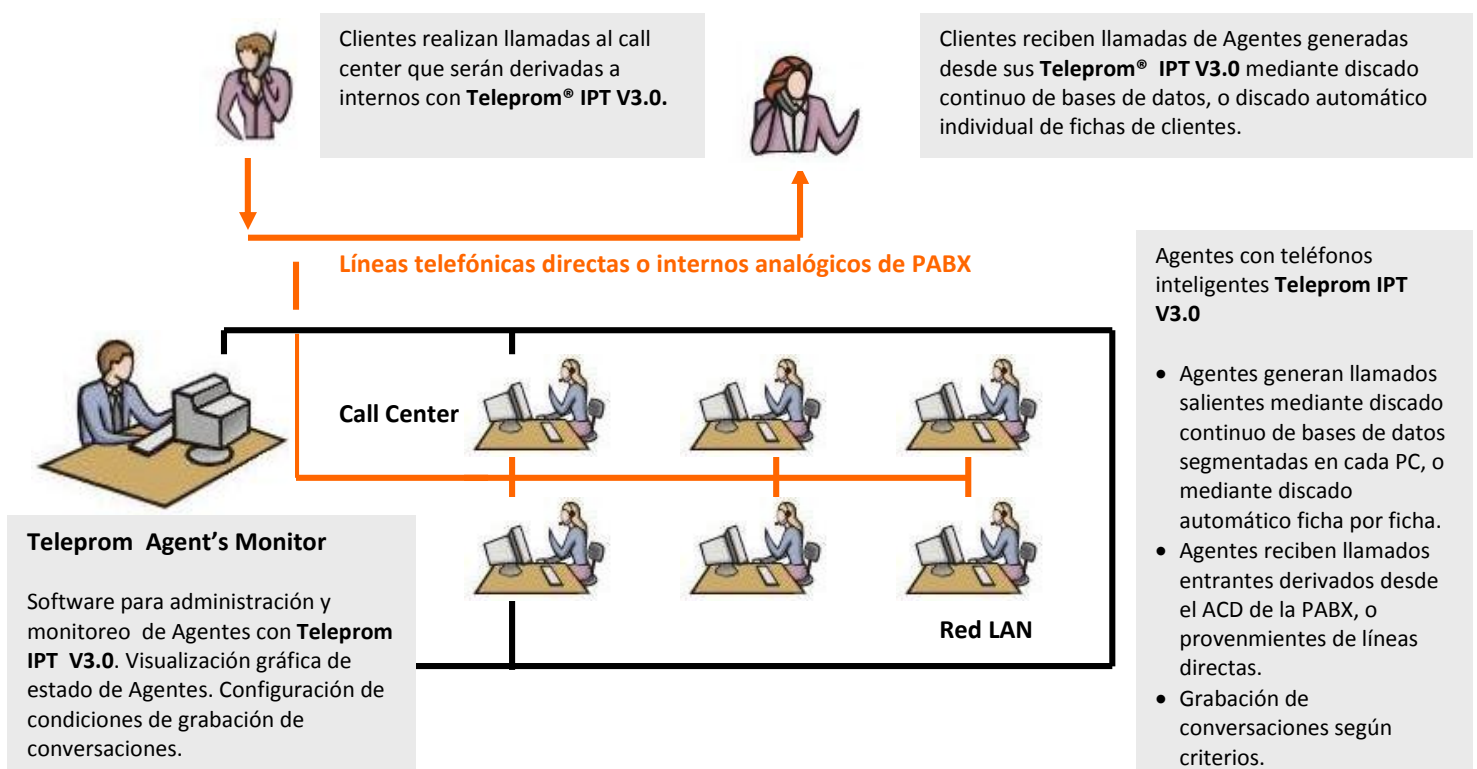 Clientes realizan llamadas al call
center que serán derivadas a
internos con Teleprom® IPT V3.0.
Clientes reciben llamadas de Agentes generadas
desde sus Teleprom® IPT V3.0 mediante discado
continuo de bases de datos, o discado automático
individual de fichas de clientes.
Líneas telefónicas directas o internos analógicos de PABX
Call Center
Red LAN
Teleprom Agent's Monitor
Software para administración y
monitoreo de Agentes con Teleprom
IPT V3.0. Visualización gráfica de
estado de Agentes. Configuración de
condiciones de grabación de
conversaciones.
Agentes con teléfonos
inteligentes Teleprom IPT
V3.0
• Agentes generan llamados
salientes mediante discado
continuo de bases de datos
segmentadas en cada PC, o
mediante discado
automático ficha por ficha.
• Agentes reciben llamados
entrantes derivados desde
el ACD de la PABX, o
provenmientes de líneas
directas.
• Grabación de
conversaciones según
criterios.